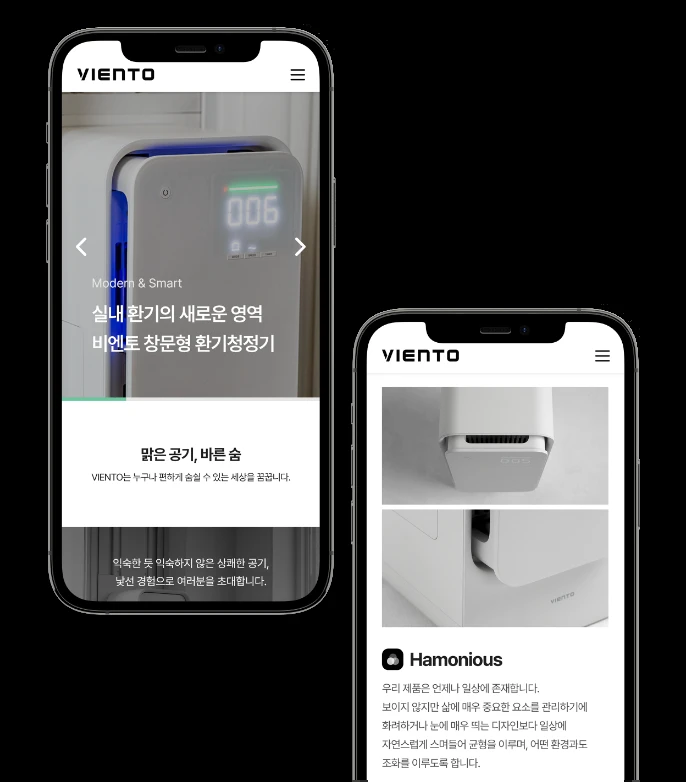 VIENTO
006
Modern & Smart
실내 환기의 새로운 영역
비엔토 창문형 환기청정기
맑은 공기, 바른 숨
VIENTO는 누구나 편하게 숨쉴 수 있는 세상을 꿈꿉니다.
익숙한 듯 익숙하지 않은 상쾌한 공기,
낯선 경험으로 여러분을 초대합니다.
VIENTO
VIENTO
Hamonious
우리 제품은 언제나 일상에 존재합니다.
보이지 않지만 삶에 매우 중요한 요소를 관리하기에
화려하거나 눈에 매우 띄는 디자인보다 일상에
자연스럽게 스며들어 균형을 이루며, 어떤 환경과도
조화를 이루도록 합니다.